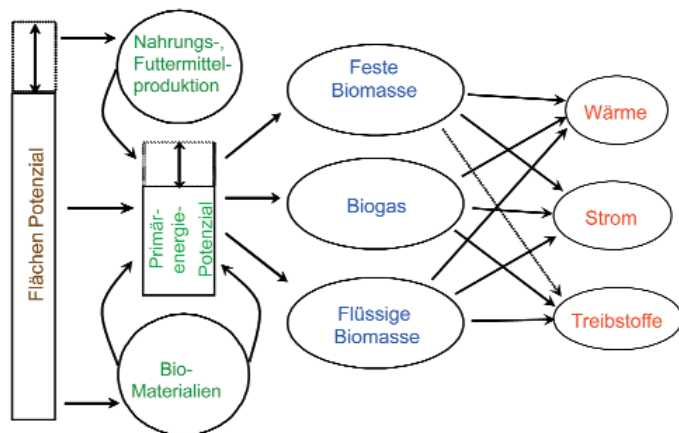 Flächen Potenzial
Nahrungs-,
Futtermittel-
produktion
Primär-
energie-
Potenzial
Bio-
Materialien
Feste
Biomasse
Biogas
Flüssige
Biomasse
Wärme
Strom
Treibstoffe